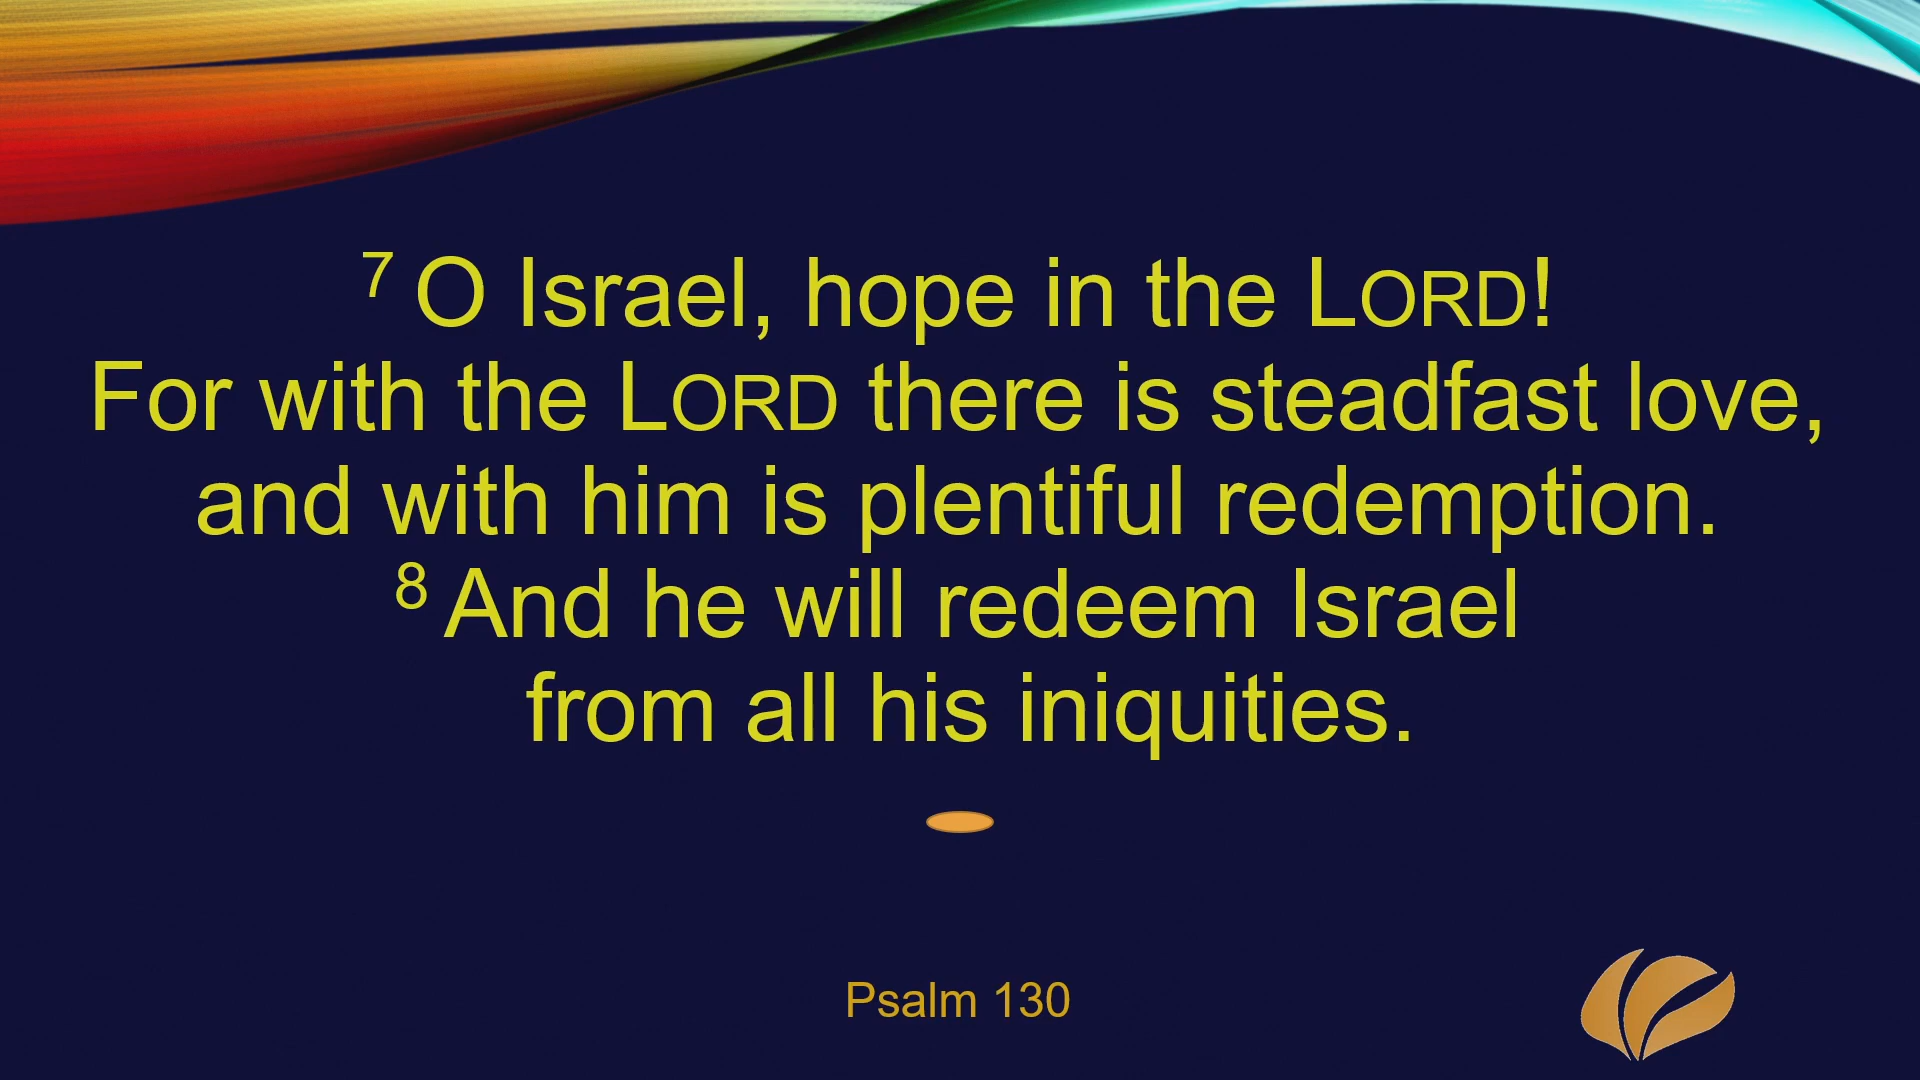 7 O Israel, hope in the LORD!
For with the LORD there is steadfast love,
and with him is plentiful redemption.
8 And he will redeem Israel
from all his iniquities.
Psalm 130